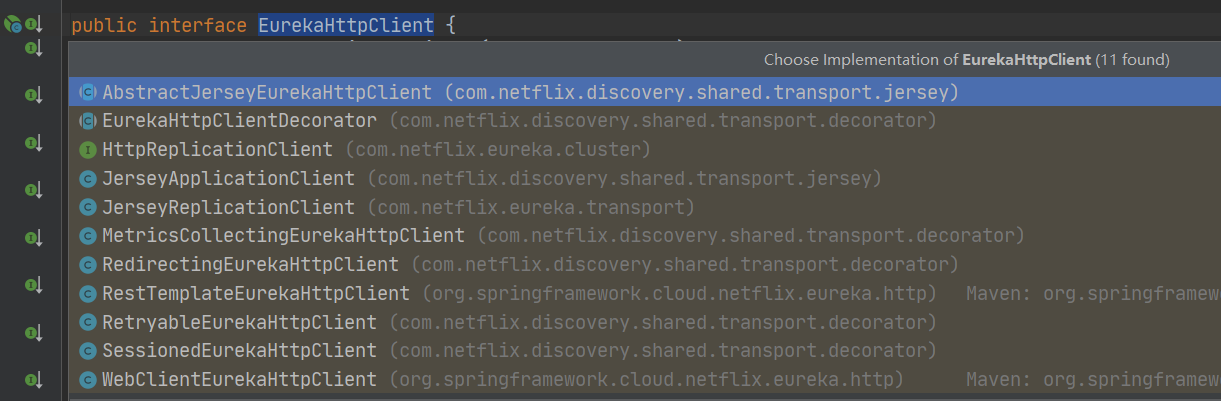 public interface EurekaHttpClient {
Choose Implementation of EurekaHttpClient (11 found)
AbstractJerseyEurekaHttpClient (com.netflix.discovery.shared.transport.jersey)
EurekaHttpClientDecorator (com.netflix.discovery.shared.transport.decorator)
HttpReplicationClient (com.netflix.eureka.cluster)
JerseyApplicationClient (com.netflix.discovery.shared.transport.jersey)
JerseyReplicationClient (com.netflix.eureka.transport)
MetricsCollectingEurekaHttpClient (com.netflix.discovery.shared.transport.decorator)
RedirectingEurekaHttpClient (com.netflix.discovery.shared.transport.decorator)
RestTemplateEurekaHttpClient (org.springframework.cloud.netflix.eureka.http) Maven: org.springframew
RetryableEurekaHttpClient (com.netflix.discovery.shared.transport.decorator)
SessionedEurekaHttpClient (com.netflix.discovery.shared.transport.decorator)
WebClientEurekaHttpClient (org.springframework.cloud.netflix.eureka.http) Maven: org.springframew